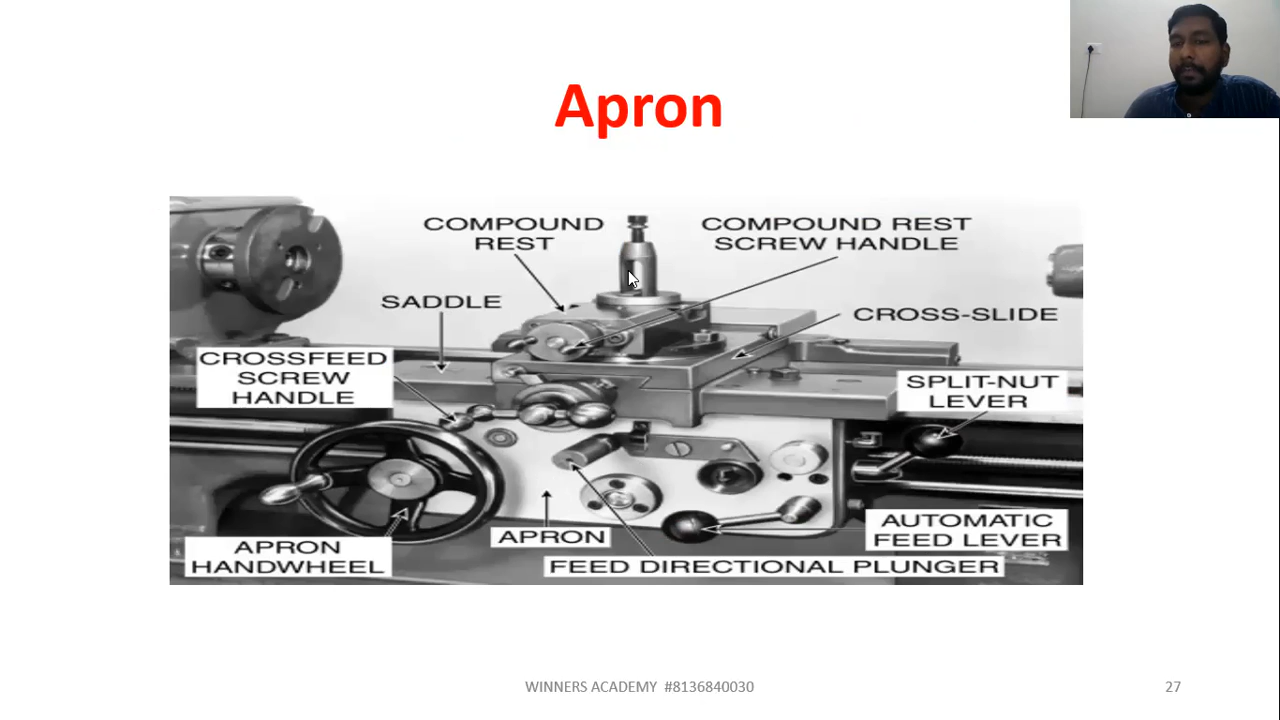 Apron
COMPOUND
REST
COMPOUND REST
SCREW HANDLE
SADDLE
CROSS-SLIDE
CROSSFEED
SCREW
HANDLE
SPLIT-NUT
LEVER
APRON
HANDWHEEL
APRON
AUTOMATIC
FEED LEVER
FEED DIRECTIONAL PLUNGER
WINNERS ACADEMY #8136840030
27